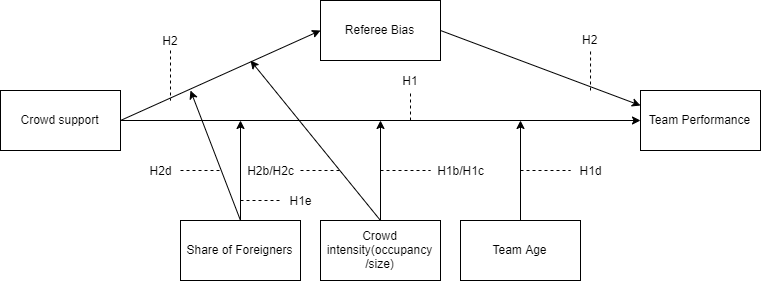 Referee Bias
H2
H2
H1
Crowd support
Team Performance
H2d
H2b/H2c
H1b/H1c
H1d
H1e
Share of Foreigners
Crowd
intensity(occupancy
/size)
Team Age